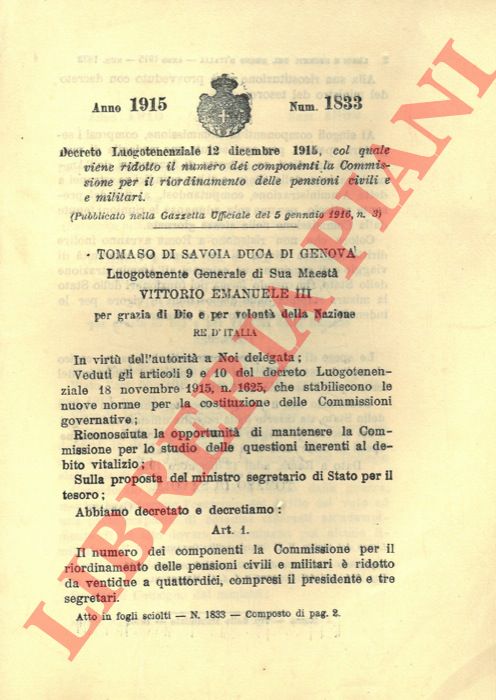 Anno 1915
Num. 1833
Decreto Luogotenenziale 12 dicembre 1915, col quale
viene ridotto il numero dei componenti la Commis-
sione per il riordinamento delle pensioni civili e
e militari.
(Pubblicato nella Gazzetta Ufficiale del 5 gennaio 1916, n. 3)
TOMASO DI SAVOIA DUCA DI GENOVA
Luogotenente Generale di Sua Maestà
VITTORIO EMANUELE III
per grazia di Dio e per volontà della Nazione
RE D'ITALIA
In virtù dell'autorità a Noi delegata;
Veduti gli articoli 9 e 10 del decreto Luogotenen-
ziale 18 novembre 1915, n. 1625, che stabiliscono le
nuove norme per la costituzione delle Commissioni
governative;
Riconosciuta la opportunità di mantenere la Com-
missione per lo studio delle questioni inerenti al de-
bito vitalizio;
Sulla proposta del ministro segretario di Stato per il
tesoro;
Abbiamo decretato e decretiamo:
Art. 1.
Il numero dei componenti la Commissione per il
riordinamento delle pensioni civili e militari è ridotto
da ventidue a quattordici, compresi il presidente e tre
segretari.
Atto in fogli sciolti — N. 1833 — Composto di pag. 2.
LIBRERIA PIANI